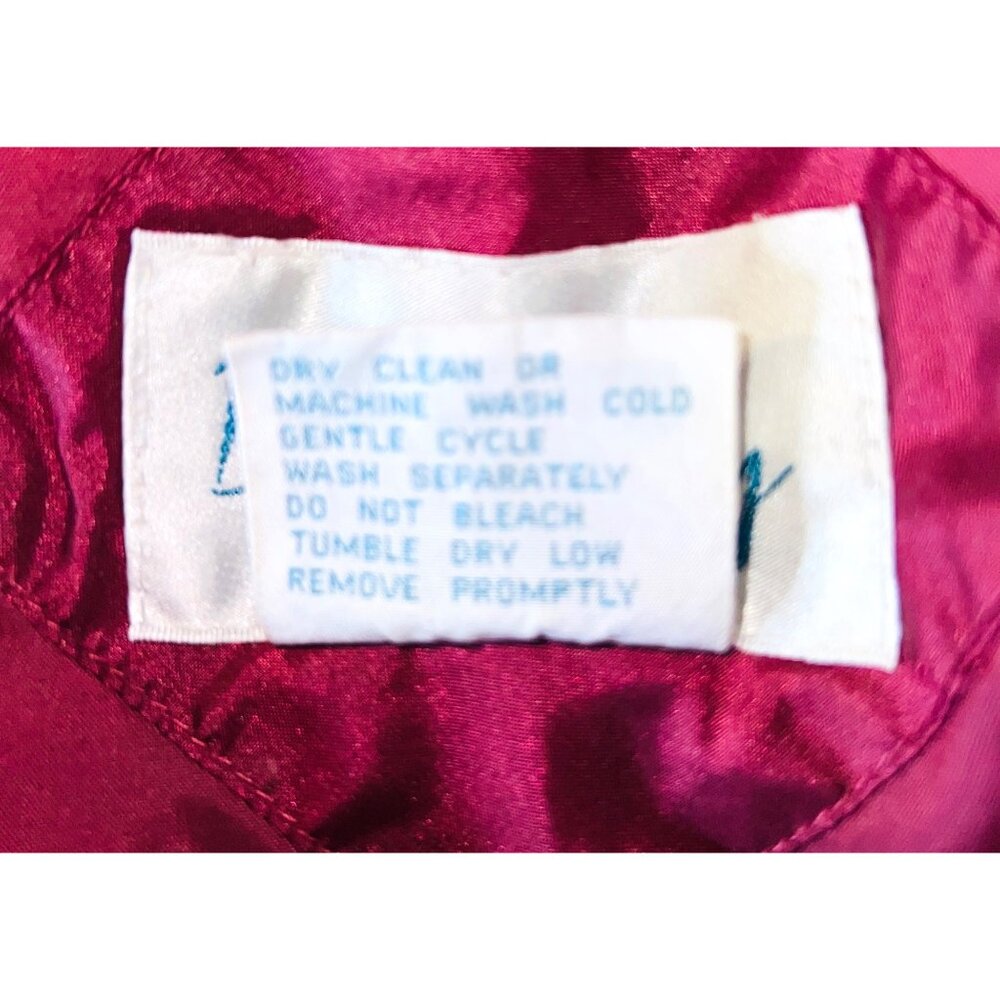 DRY CLEAN OR
MACHINE WASH COLD
GENTLE CYCLE
WASH SEPARATELY
DO NOT BLEACH
TUMBLE DRY LOW
REMOVE PROMPTLY